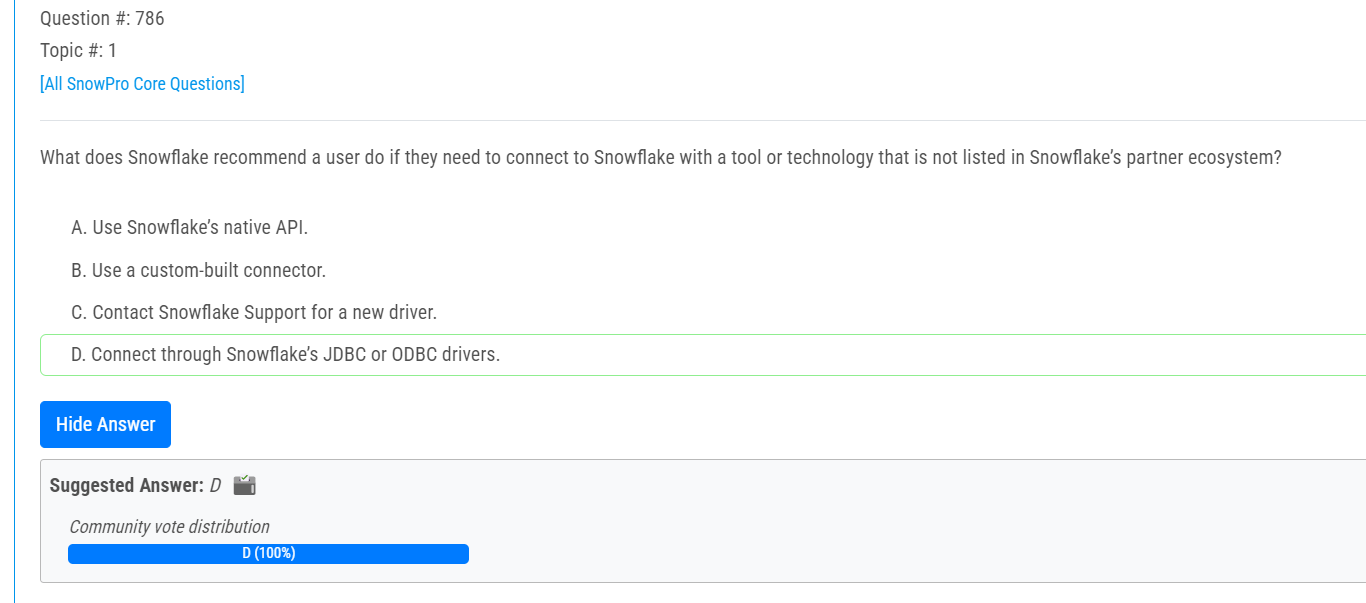 Question #: 786
Topic #: 1
[All SnowPro Core Questions]
What does Snowflake recommend a user do if they need to connect to Snowflake with a tool or technology that is not listed in Snowflake’s partner ecosystem?
A. Use Snowflake’s native API.
B. Use a custom-built connector.
C. Contact Snowflake Support for a new driver.
D. Connect through Snowflake’s JDBC or ODBC drivers.
Hide Answer
Suggested Answer: D
Community vote distribution
D (100%)